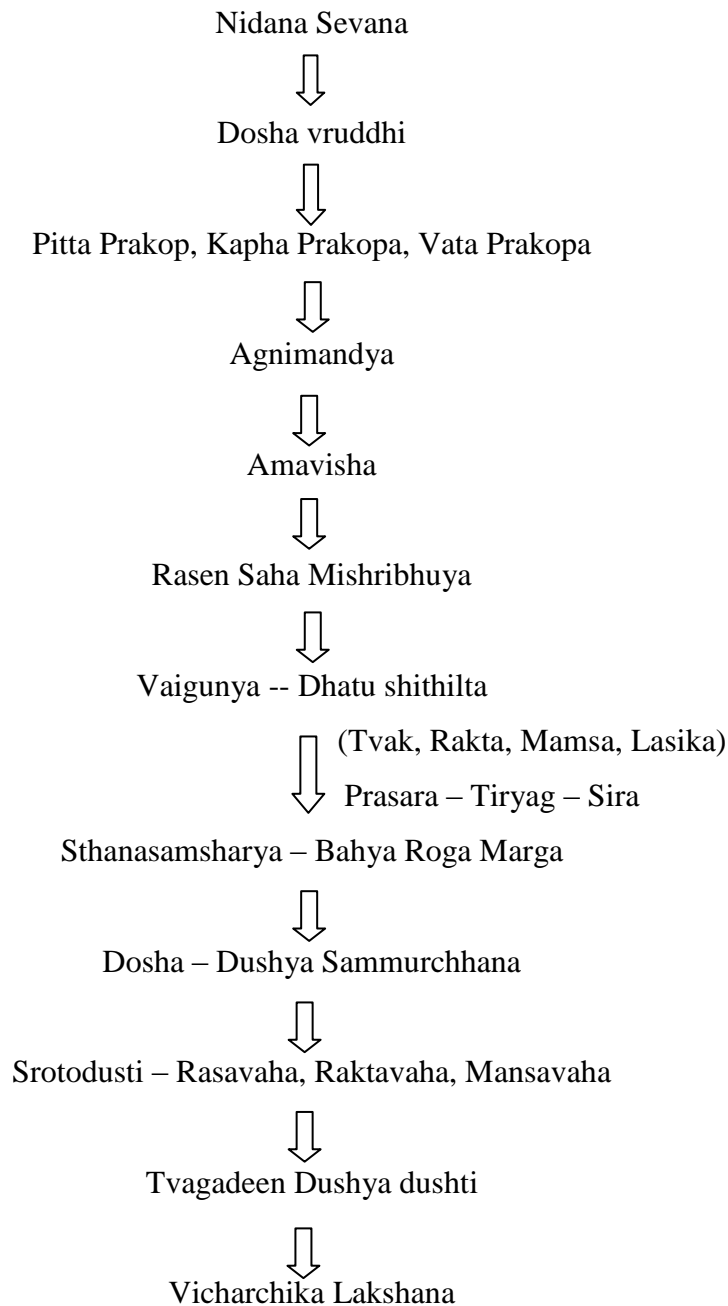 Nidana Sevana
Dosha vruddhi
Pitta Prakop, Kapha Prakopa, Vata Prakopa
Agnimandya
Amavisha
Rasen Saha Mishribhuya
Vaigunya -- Dhatu shithilta
(Tvak, Rakta, Mamsa, Lasika)
Prasara – Tiryag – Sira
Sthanasamsharya – Bahya Roga Marga
Dosha – Dushya Sammurchhana
Srotodusti – Rasavaha, Raktavaha, Mansavaha
Tvagadeen Dushya dushti
Vicharchika Lakshana